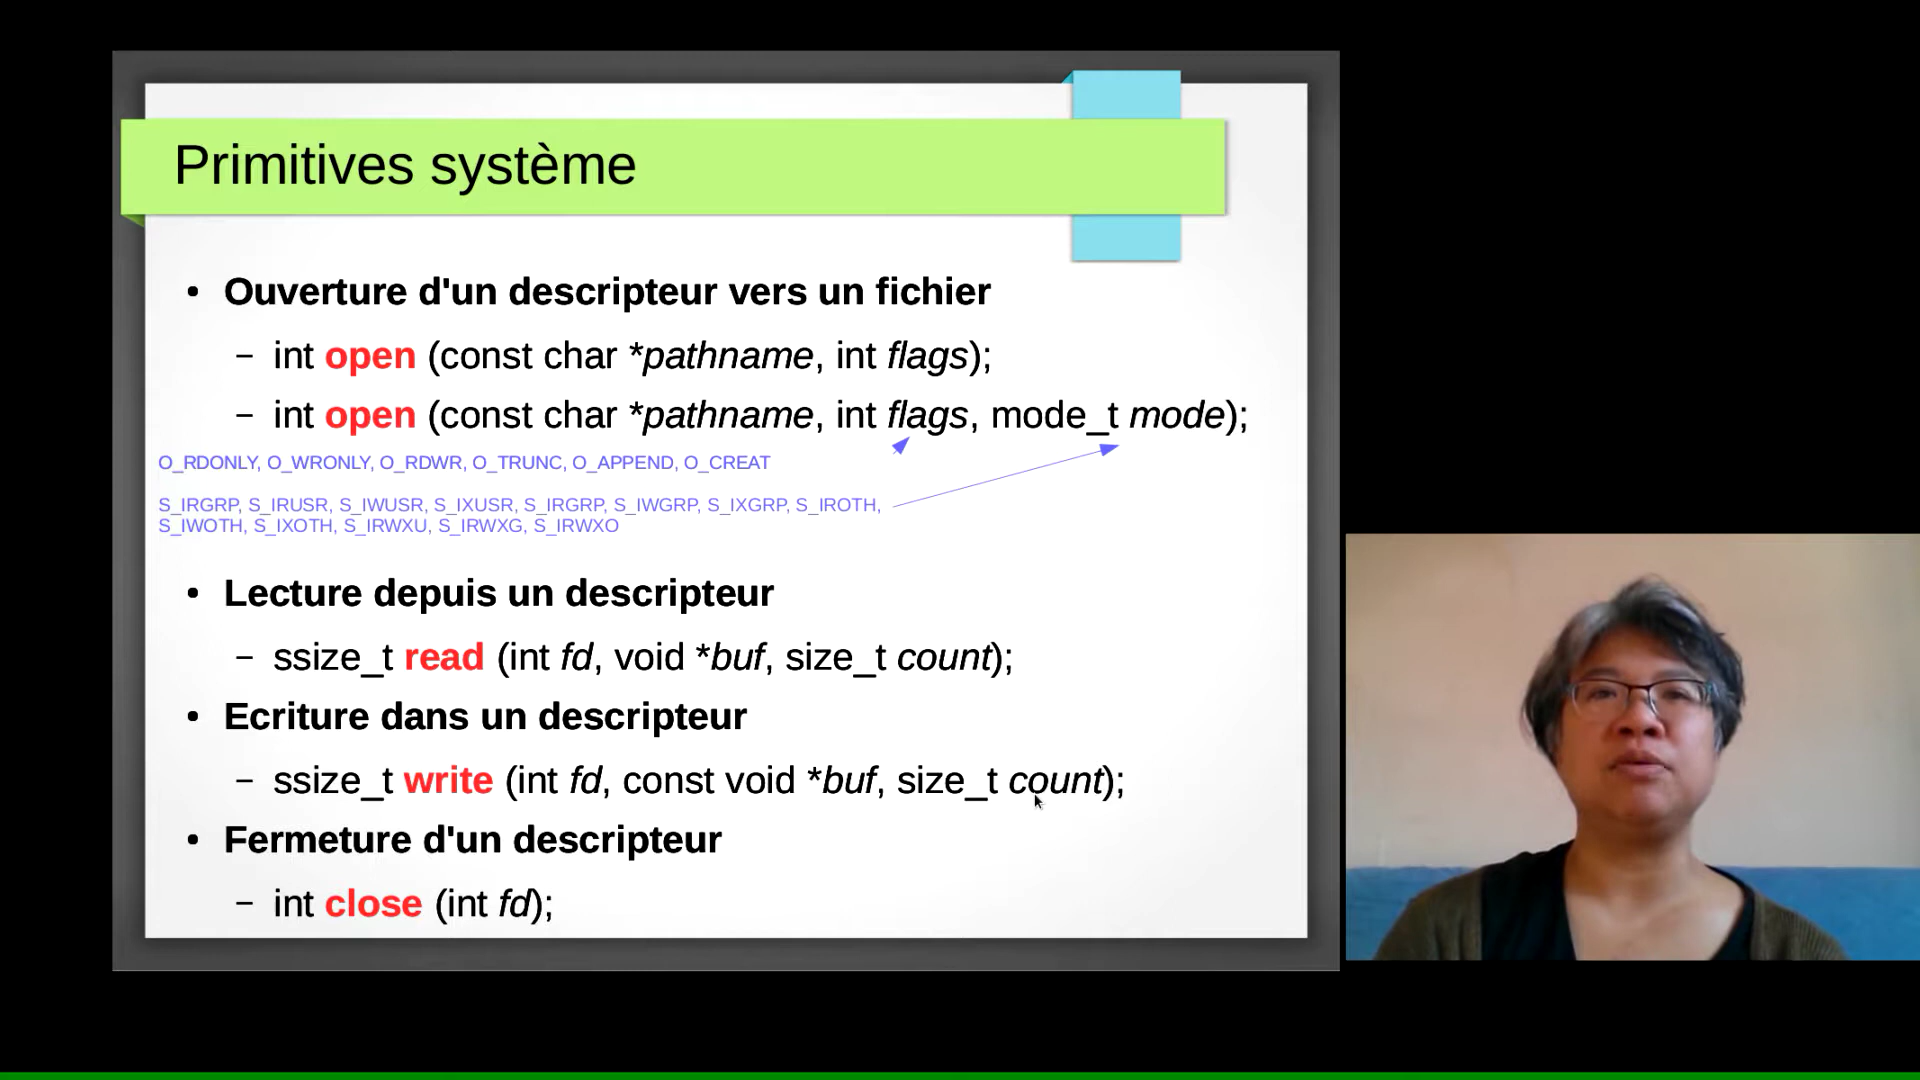 Primitives système
• Ouverture d'un descripteur vers un fichier
– int open (const char *pathname, int flags);
– int open (const char *pathname, int flags, mode_t mode);
O_RDONLY, O_WRONLY, O_RDWR, O_TRUNC, O_APPEND, O_CREAT
S_IRGRP, S_IRUSR, S_IWUSR, S_IXUSR, S_IRGRP, S_IWGRP, S_IXGRP, S_IROTH,
S_IWOTH, S_IXOTH, S_IRWXU, S_IRWXG, S_IRWXO
• Lecture depuis un descripteur
– ssize_t read (int fd, void *buf, size_t count);
• Ecriture dans un descripteur
– ssize_t write (int fd, const void *buf, size_t count);
• Fermeture d'un descripteur
– int close (int fd);